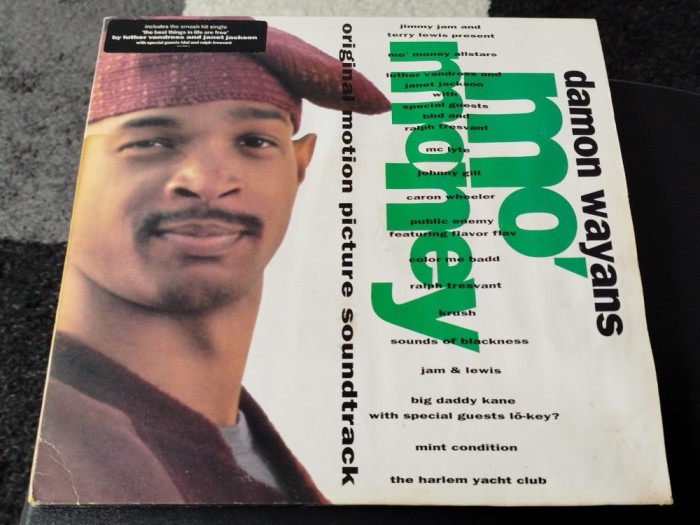 includes the smash hit single
'the best things in life are free'
by luther vandross and janet jackson
with special guests bbd and ralph tresvant
original motion picture soundtrack
jimmy jam and
terry lewis present
mo' money allstars
luther vandross and
janet jackson
with
special guests
bbd and
ralph tresvant
mc lyte
johnny gill
caron wheeler
public enemy
featuring flavor flav
color me badd
ralph tresvant
krush
sounds of blackness
jam & lewis
big daddy kane
with special guests lō-key?
mint condition
the harlem yacht club
mo'
money
damon wayans